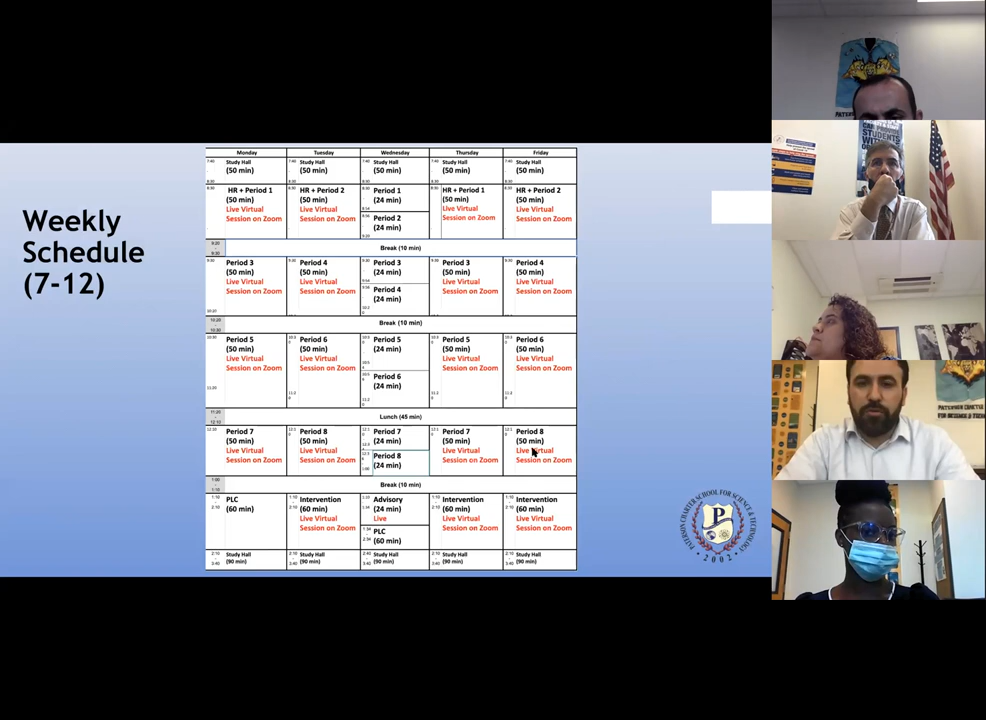 Weekly
Schedule
(7-12)
Monday Tuesday Wednesday Thursday Friday
Study Hall Study Hall Study Hall Study Hall Study Hall
(50 min) (50 min) (50 min) (50 min) (50 min)
HR + Period 1 HR + Period 2 Period 1 HR + Period 1 HR + Period 2
(50 min) (50 min) (24 min) (50 min) (50 min)
Live Virtual Live Virtual Period 2 Live Virtual Live Virtual
Session on Zoom Session on Zoom (24 min) Session on Zoom Session on Zoom
Break (10 min)
Period 3 Period 4 Period 3 Period 3 Period 4
(50 min) (50 min) (24 min) (50 min) (50 min)
Live Virtual Live Virtual Period 4 Live Virtual Live Virtual
Session on Zoom Session on Zoom (24 min) Session on Zoom Session on Zoom
Break (10 min)
Period 5 Period 6 Period 5 Period 5 Period 6
(50 min) (50 min) (24 min) (50 min) (50 min)
Live Virtual Live Virtual Period 6 Live Virtual Live Virtual
Session on Zoom Session on Zoom (24 min) Session on Zoom Session on Zoom
Lunch (45 min)
Period 7 Period 8 Period 7 Period 7 Period 8
(50 min) (50 min) (24 min) (50 min) (50 min)
Live Virtual Live Virtual Period 8 Live Virtual Live Virtual
Session on Zoom Session on Zoom (24 min) Session on Zoom Session on Zoom
Break (10 min)
PLC Intervention Advisory Intervention Intervention
(60 min) (60 min) (24 min) (60 min) (60 min)
Live Virtual Live Live Virtual Live Virtual
Session on Zoom PLC Session on Zoom Session on Zoom
(60 min)
Study Hall Study Hall Study Hall Study Hall Study Hall
(90 min) (90 min) (90 min) (90 min) (90 min)
PATERSON CHARTER SCHOOL FOR SCIENCE & TECHNOLOGY
P
2002
STUDENTS